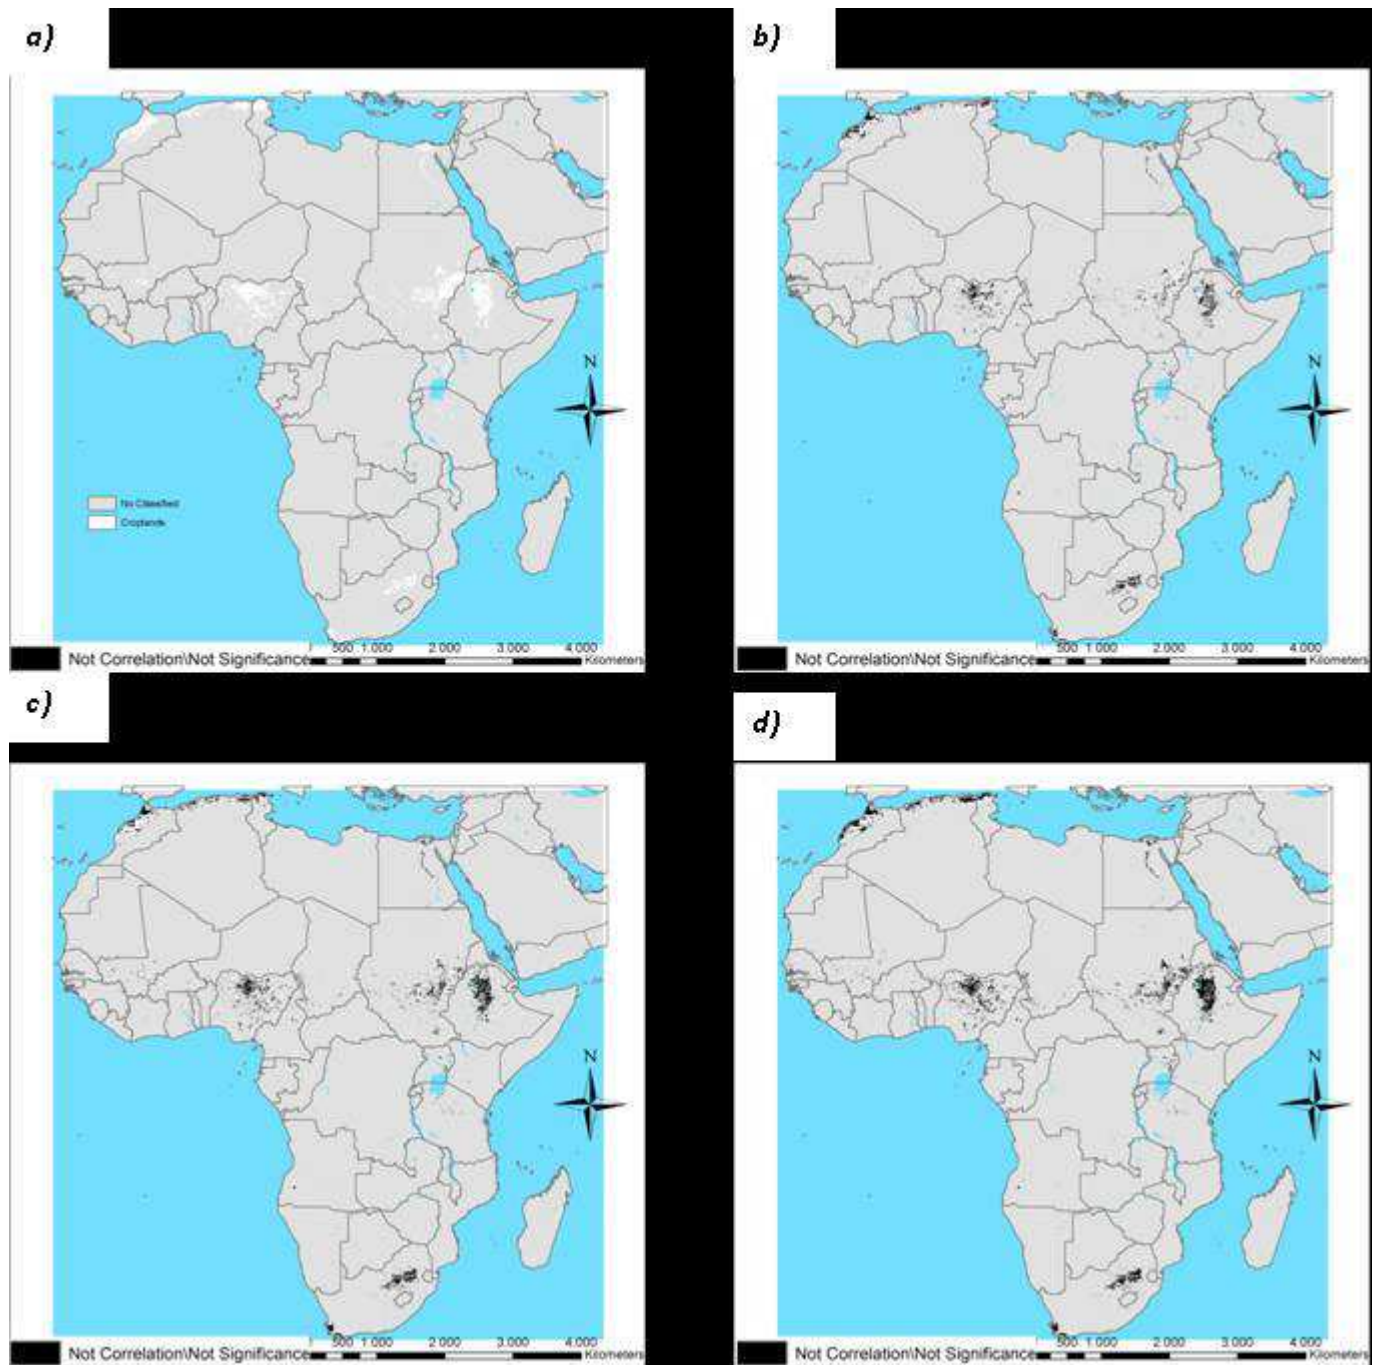 a)
b)
N
N
No Classified
Croplands
500 1 000 2 000 3 000 4 000
Not Correlation\Not Significance Kilometers
500 1 000 2 000 3 000 4 000
Not Correlation\Not Significance Kilometers
c)
d)
N
N
500 1 000 2 000 3 000 4 000
Not Correlation\Not Significance Kilometers
500 1 000 2 000 3 000 4 000
Not Correlation\Not Significance Kilometers